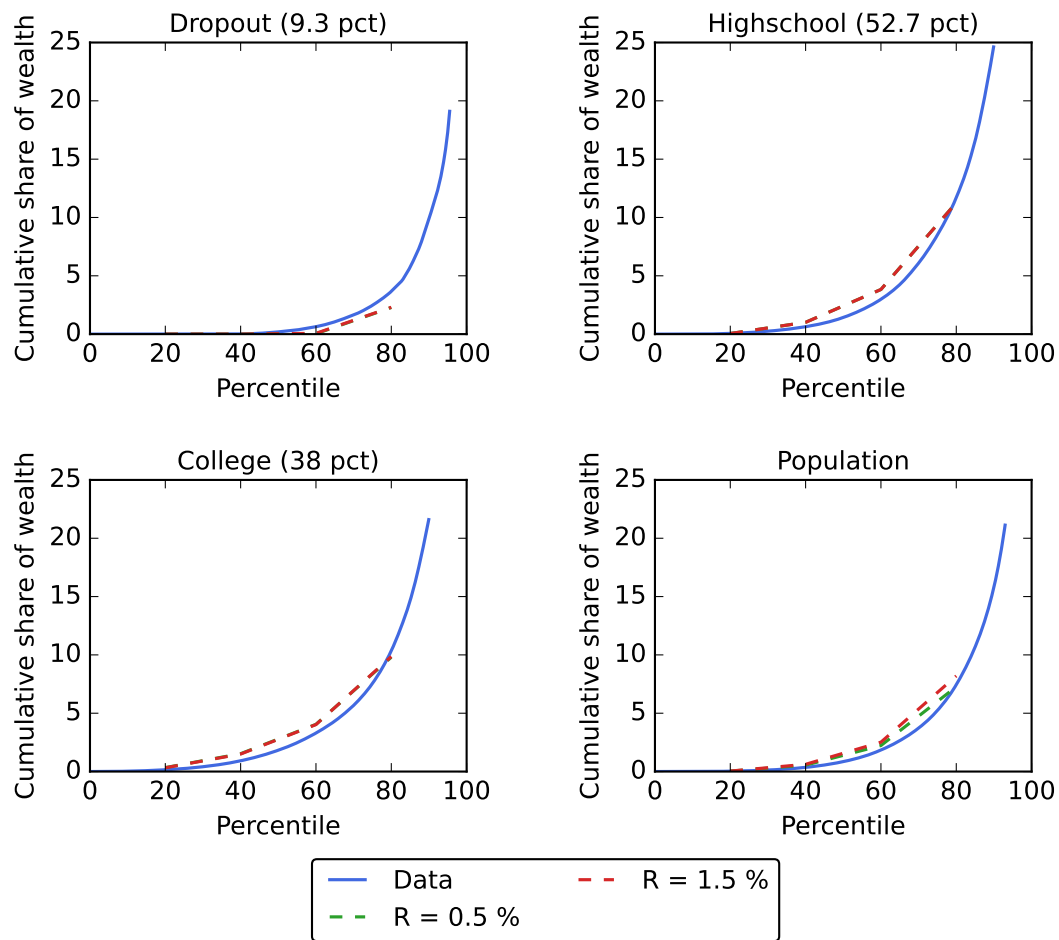 Dropout (9.3 pct)
Cumulative share of wealth
25
20
15
10
5
0
0 20 40 60 80 100
Percentile
Highschool (52.7 pct)
Cumulative share of wealth
25
20
15
10
5
0
0 20 40 60 80 100
Percentile
College (38 pct)
Cumulative share of wealth
25
20
15
10
5
0
0 20 40 60 80 100
Percentile
Population
Cumulative share of wealth
25
20
15
10
5
0
0 20 40 60 80 100
Percentile
Data
R = 0.5 %
R = 1.5 %